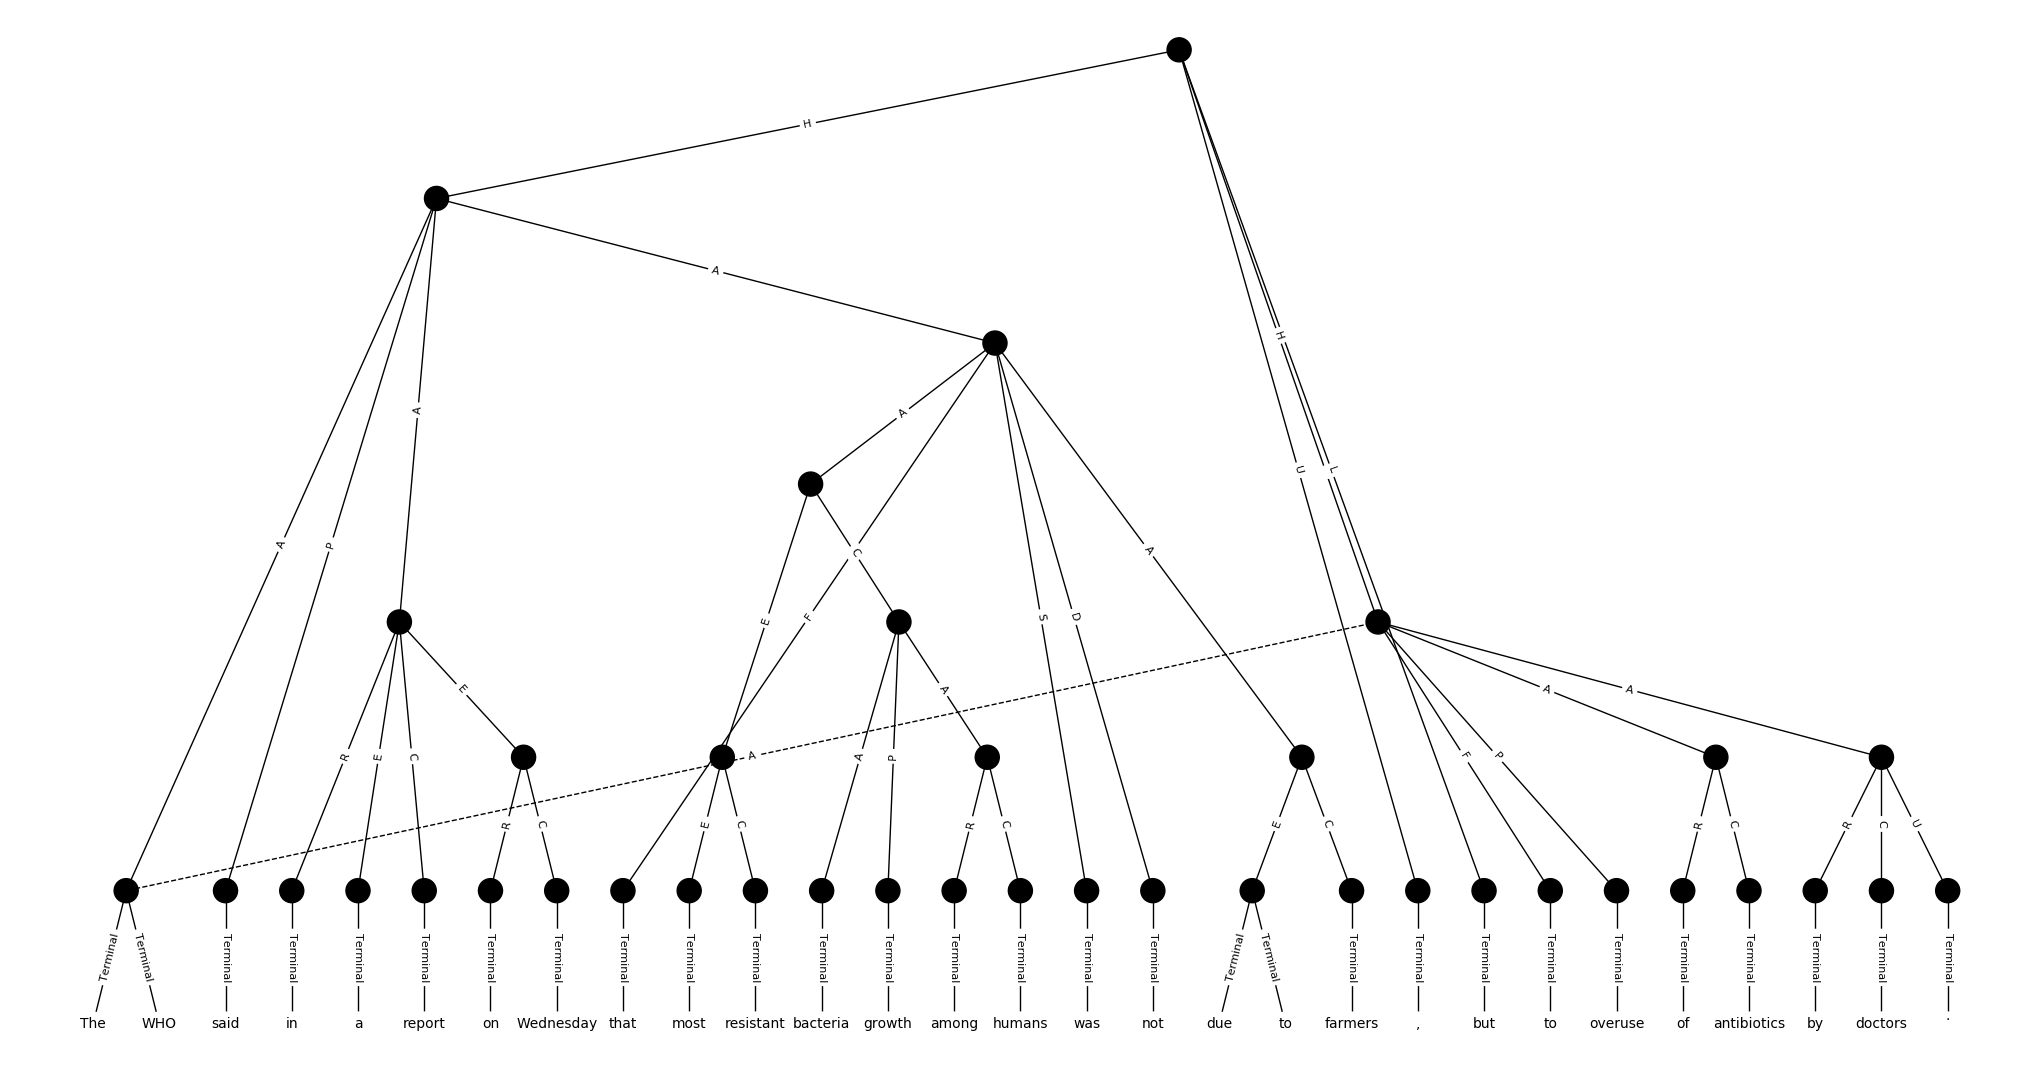 H
A
A
A
H
U
L
A
P
A
C
E
F
S
D
E
A
A
F
P
A
A
R
E
C
A
P
R
C
E
C
R
C
E
C
R
C
R
C
U
Terminal Terminal Terminal Terminal Terminal Terminal Terminal Terminal Terminal Terminal Terminal Terminal Terminal Terminal Terminal Terminal Terminal Terminal Terminal Terminal Terminal Terminal Terminal Terminal Terminal Terminal Terminal Terminal Terminal
The WHO said in a report on Wednesday that most resistant bacteria growth among humans was not due to farmers , but to overuse of antibiotics by doctors .